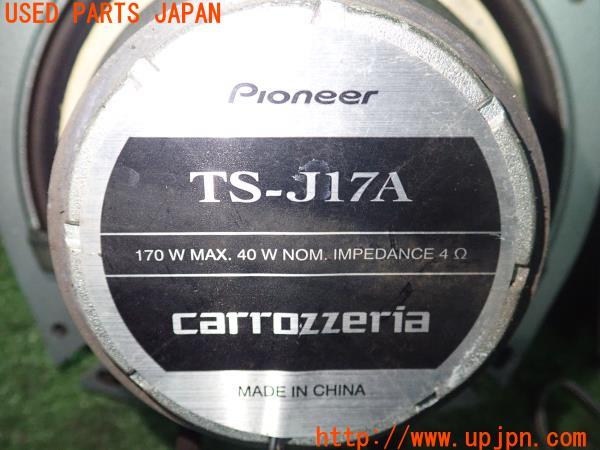 USED PARTS JAPAN
Pioneer
TS-J17A
170 W MAX. 40 W NOM. IMPEDANCE 4 Ω
carrozzeria
MADE IN CHINA
http://www.upjpn.com